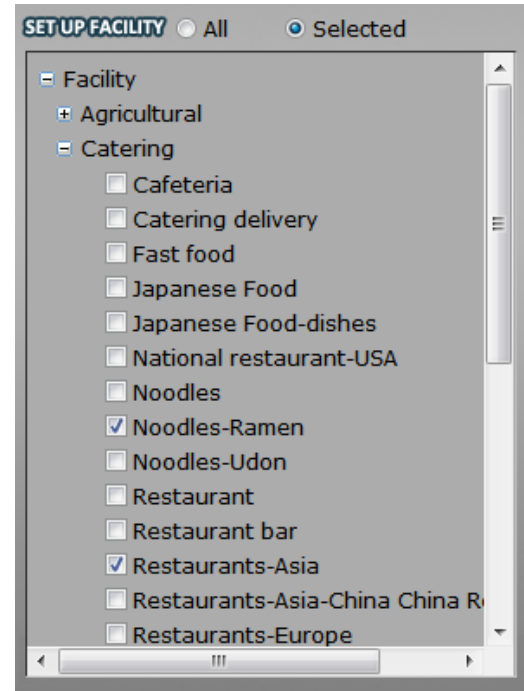 SET UP FACILITY All Selected
Facility
Agricultural
Catering
Cafeteria
Catering delivery
Fast food
Japanese Food
Japanese Food-dishes
National restaurant-USA
Noodles
Noodles-Ramen
Noodles-Udon
Restaurant
Restaurant bar
Restaurants-Asia
Restaurants-Asia-China China R
Restaurants-Europe